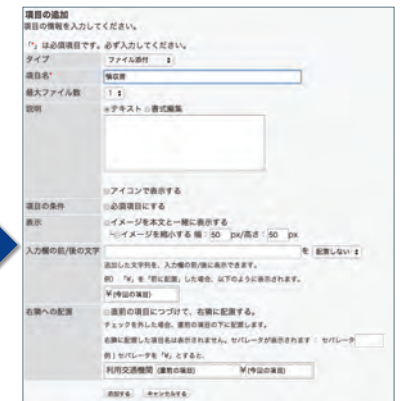 項目の追加
項目の情報を入力してください。
「*」は必須項目です。必ず入力してください。
タイプ ファイル添付
項目名* 領収書
最大ファイル数 1
説明 テキスト 書式編集
アイコンで表示する
項目の条件 必須項目にする
表示 イメージを本文と一緒に表示する
イメージを縮小する 幅：50 px/高さ：50 px
入力欄の前/後の文字 を 配置しない
追加した文字列を、入力欄の前/後に表示できます。
例) 「¥」を「前に配置」した場合、以下のように表示されます。
¥(今回の項目)
右隣への配置 直前の項目につづけて、右隣に配置する。
チェックを外した場合、直前の項目の下に配置します。
右隣に配置した項目名は表示されません。セパレータが表示されます： セパレータ
例) セパレータを「¥」とすると、
利用交通機関 (直前の項目) ¥(今回の項目)
追加する キャンセルする